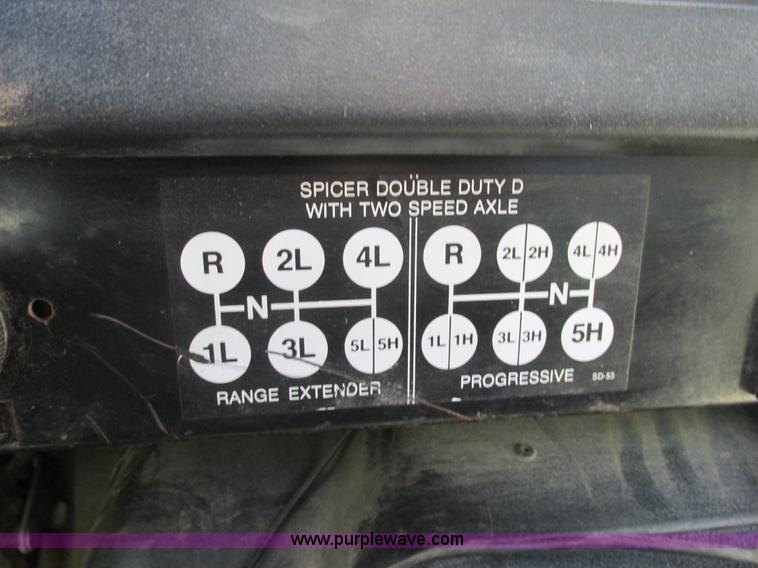 SPICER DOUBLE DUTY D
WITH TWO SPEED AXLE
R 2L 4L
N
1L 3L 5L 5H
RANGE EXTENDER
R 2L 2H 4L 4H
N
1L 1H 3L 3H 5H
PROGRESSIVE
SD-53
www.purplewave.com